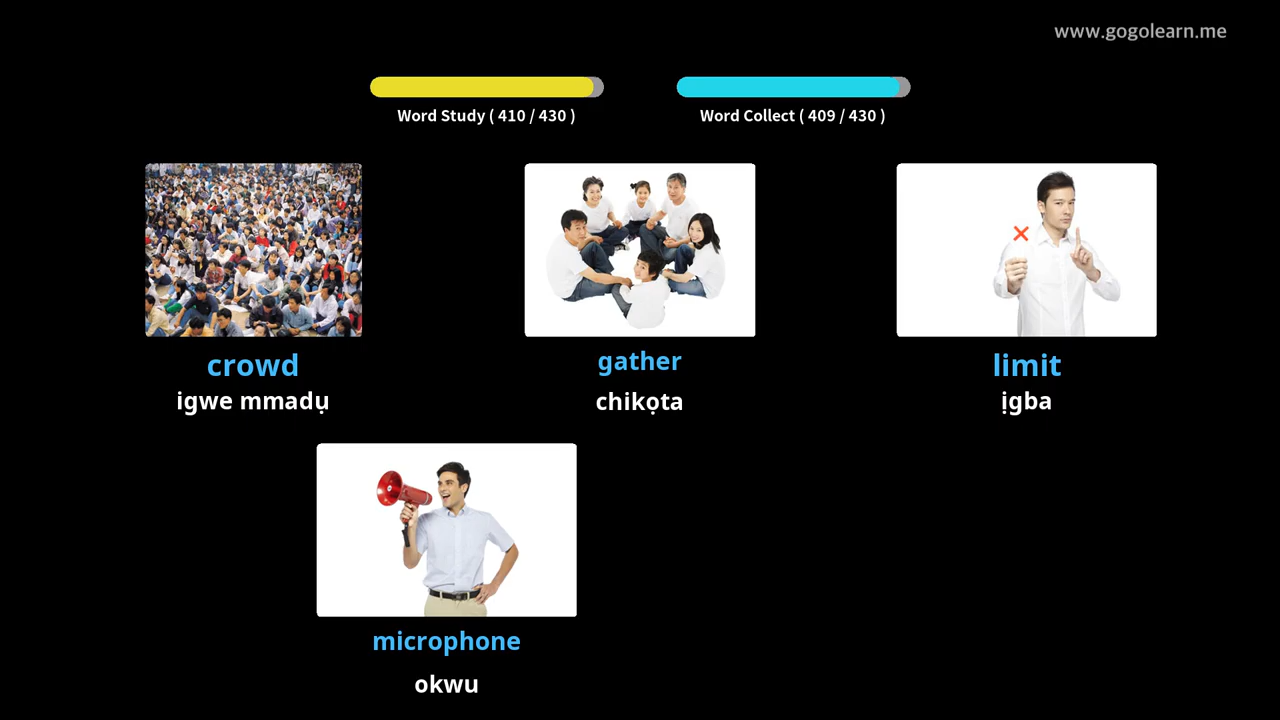 www.gogolearn.me
Word Study ( 410 / 430 )
Word Collect ( 409 / 430 )
crowd
igwe mmadụ
gather
chikọta
limit
ịgba
microphone
okwu